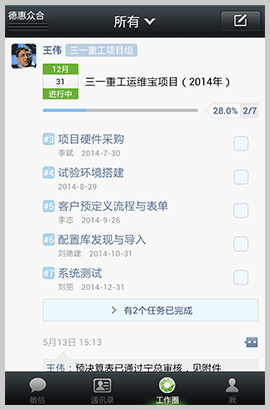 德惠众合
所有
王伟 三一重工项目组
12月
31
进行中
三一重工运维宝项目（2014年）
28.0% 2/7
#3 项目硬件采购
李斌 2014-7-30
#4 试验环境搭建
2014-8-29
#5 客户预定义流程与表单
李志 2014-9-26
#6 配置库发现与导入
刘德建 2014-10-31
#7 系统测试
刘丽 2014-12-31
有2个任务已完成
5月13日 15:13
王伟：预决算表已通过宁总审核，见附件
微信
通讯录
工作圈
我